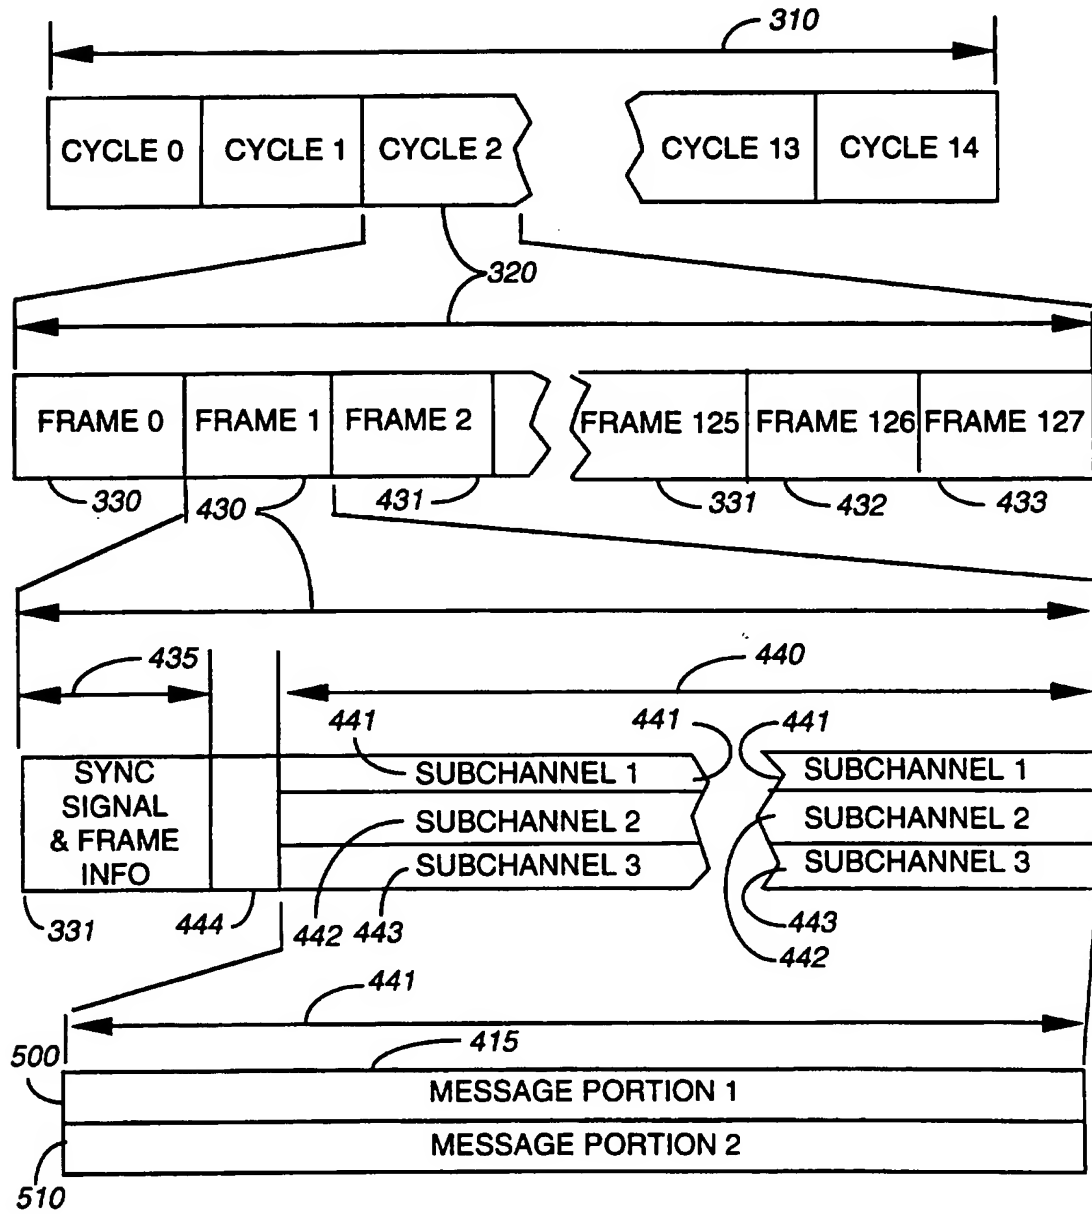 310
CYCLE 0 CYCLE 1 CYCLE 2 CYCLE 13 CYCLE 14
320
FRAME 0 FRAME 1 FRAME 2 FRAME 125 FRAME 126 FRAME 127
330 430 431 331 432 433
435 440
441 441 441
SYNC
SIGNAL
& FRAME
INFO
SUBCHANNEL 1 SUBCHANNEL 1
SUBCHANNEL 2 SUBCHANNEL 2
SUBCHANNEL 3 SUBCHANNEL 3
331 444 442 443 443
442
441
415
500
MESSAGE PORTION 1
MESSAGE PORTION 2
510